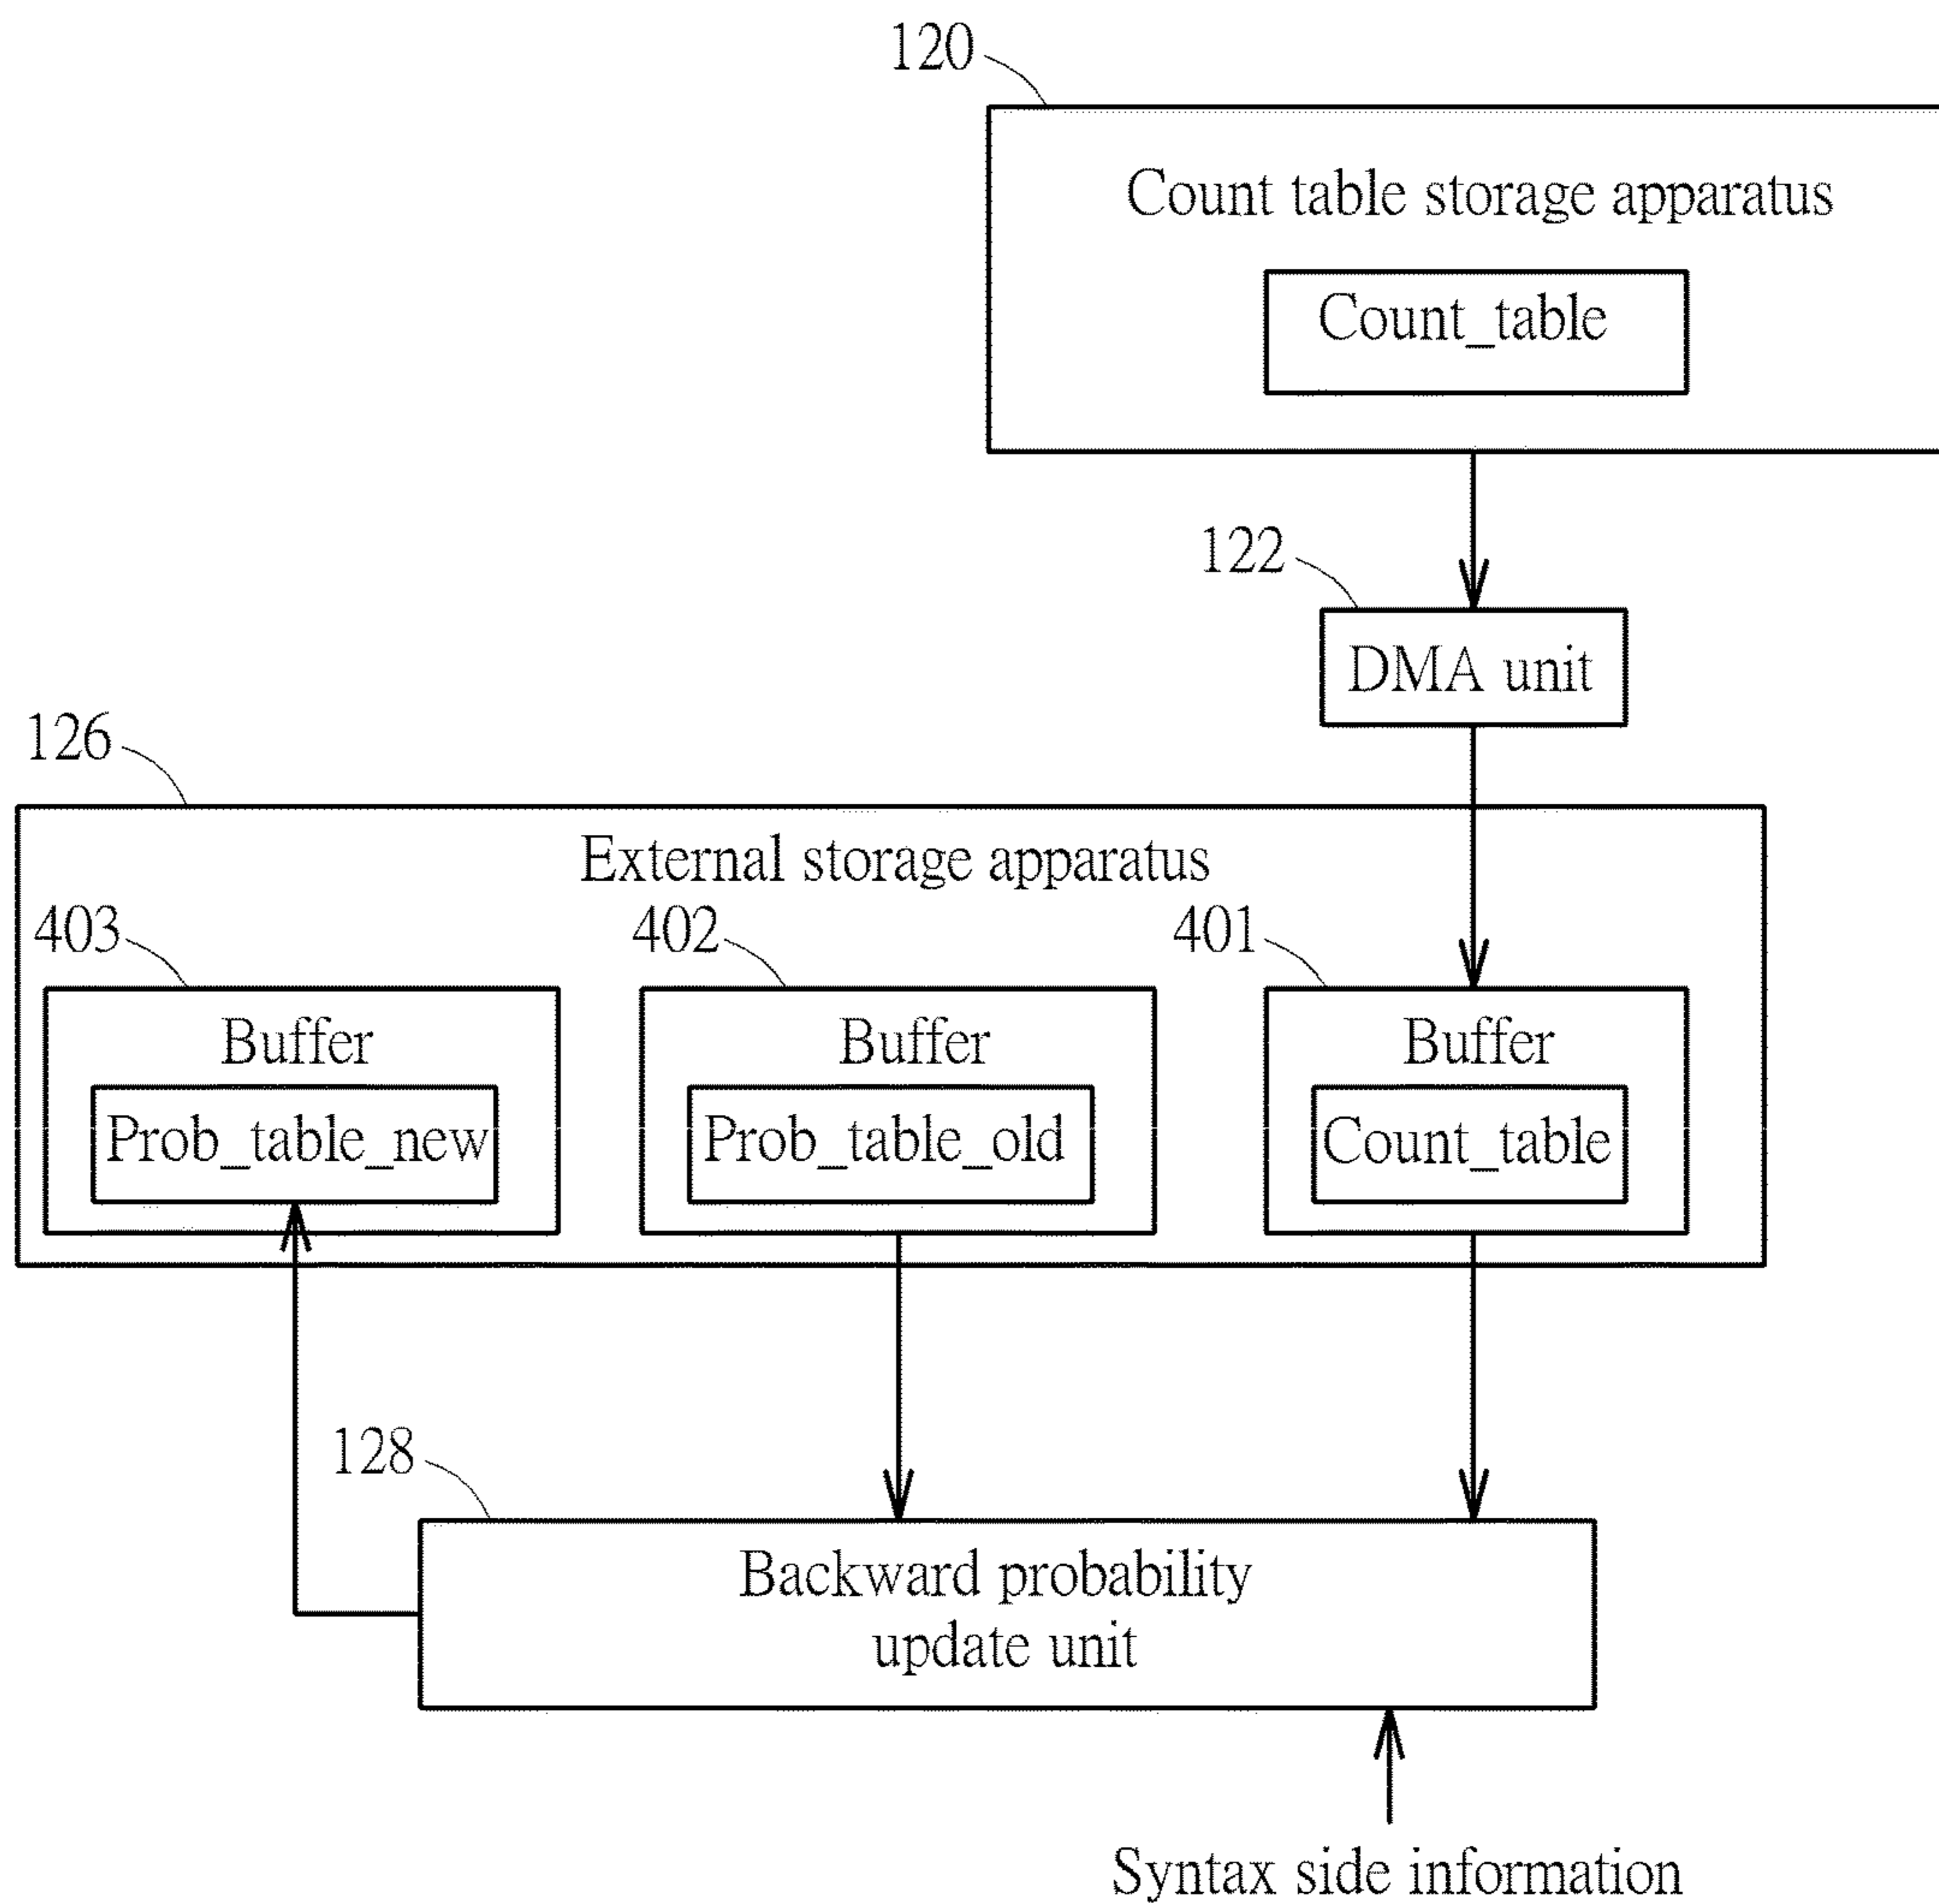 120
Count table storage apparatus
Count_table
122
DMA unit
126
External storage apparatus
403
402
401
Buffer
Buffer
Buffer
Prob_table_new
Prob_table_old
Count_table
128
Backward probability
update unit
Syntax side information